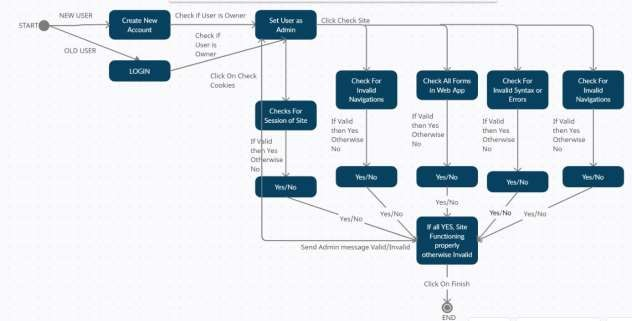 START
NEW USER
OLD USER
Create New
Account
LOGIN
Check if User is Owner
Check if
User is
Owner
Set User as
Admin
Click Check Site
Click On Check
Cookies
Checks For
Session of Site
If Valid
then Yes
Otherwise
No
Yes/No
Check For
Invalid
Navigations
If Valid
then Yes
Otherwise
No
Yes/No
Check All Forms
in Web App
If Valid
then Yes
Otherwise
No
Yes/No
Check For
Invalid Syntax or
Errors
If Valid
then Yes
Otherwise
No
Yes/No
Check For
Invalid
Navigations
If Valid
then Yes
Otherwise
No
Yes/No
Yes/No
Yes/No
Yes/No
Yes/No
Yes/No
If all YES, Site
Functioning
properly
otherwise Invalid
Send Admin message Valid/Invalid
Click On Finish
END